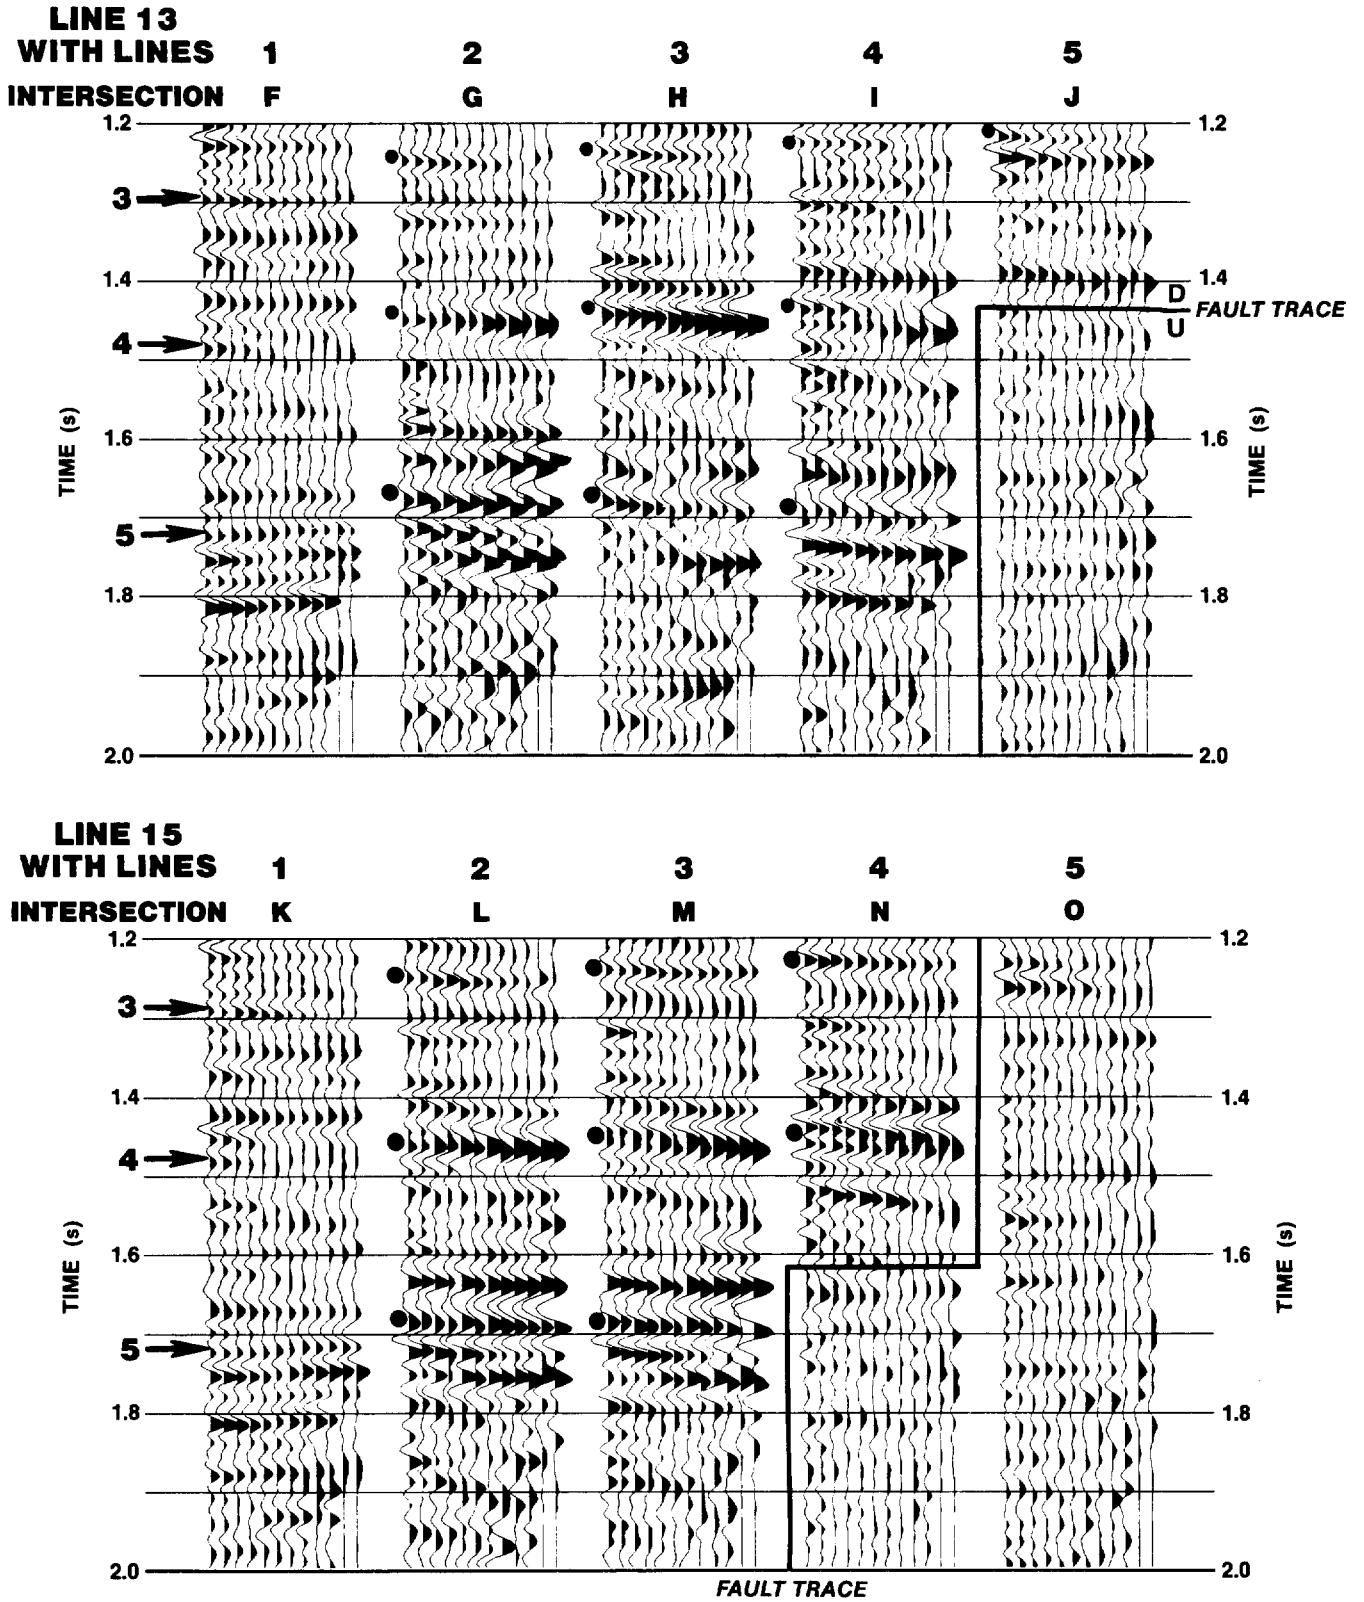 LINE 13
WITH LINES 1 2 3 4 5
INTERSECTION F G H I J
1.2 1.2
3
1.4 1.4
D
FAULT TRACE
U
4
1.6 1.6
TIME (s) TIME (s)
5
1.8 1.8
2.0 2.0
LINE 15
WITH LINES 1 2 3 4 5
INTERSECTION K L M N O
1.2 1.2
3
1.4 1.4
4
1.6 1.6
TIME (s) TIME (s)
5
1.8 1.8
2.0 2.0
FAULT TRACE